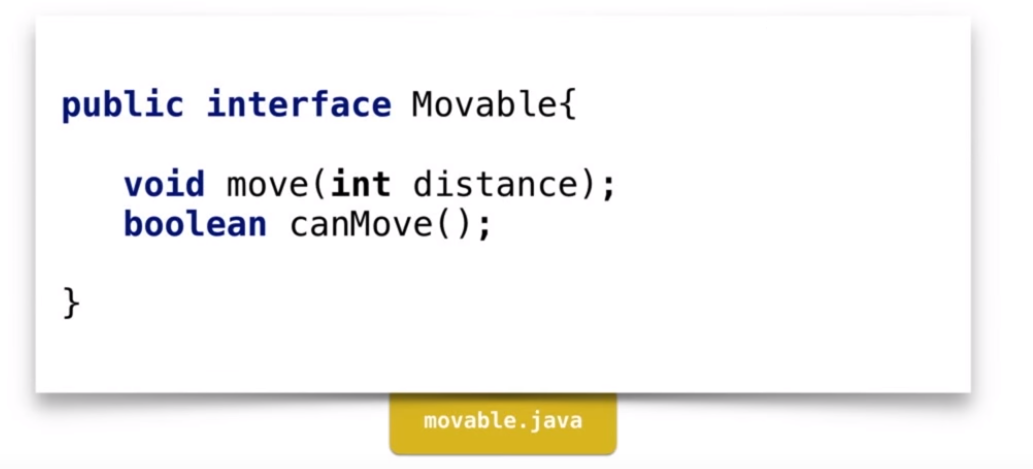 public interface Movable{
void move(int distance);
boolean canMove();
}
movable.java